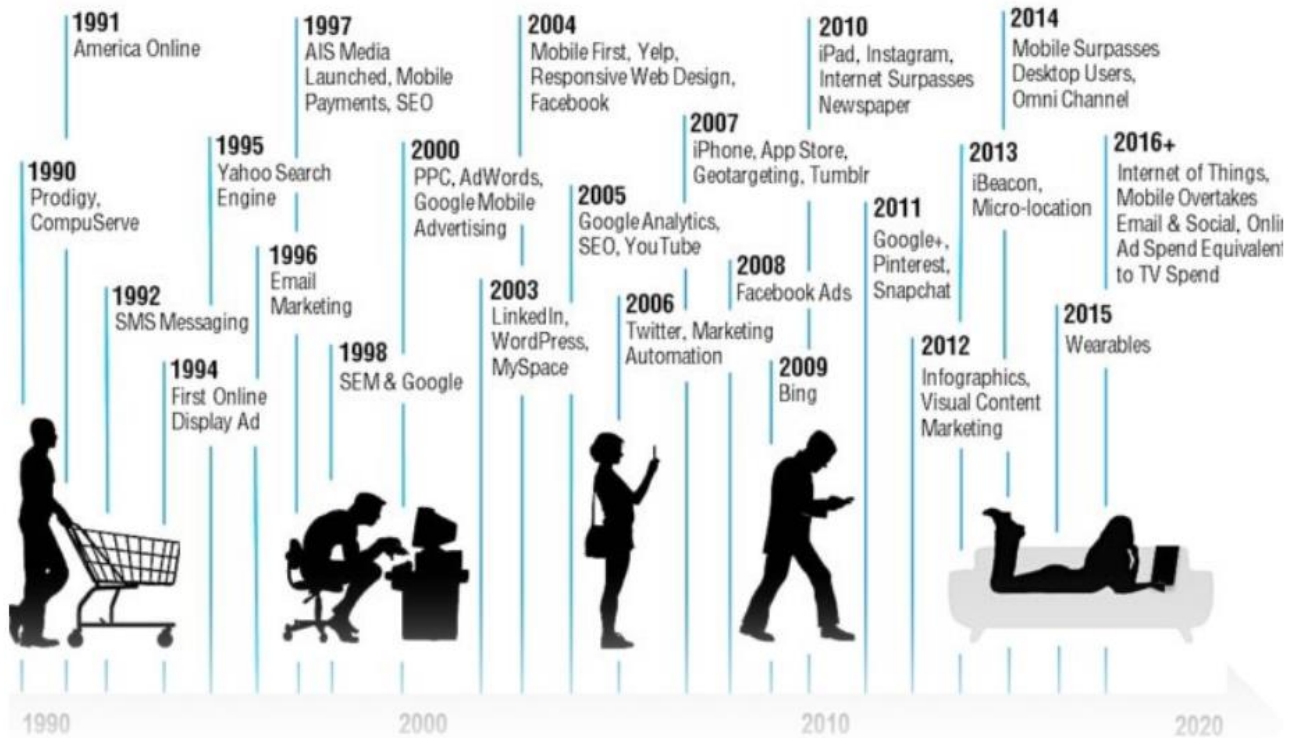 1990
Prodigy,
CompuServe
1991
America Online
1992
SMS Messaging
1994
First Online
Display Ad
1995
Yahoo Search
Engine
1996
Email
Marketing
1997
AIS Media
Launched, Mobile
Payments, SEO
1998
SEM & Google
2000
PPC, AdWords,
Google Mobile
Advertising
2003
LinkedIn,
WordPress,
MySpace
2004
Mobile First, Yelp,
Responsive Web Design,
Facebook
2005
Google Analytics,
SEO, YouTube
2006
Twitter, Marketing
Automation
2007
iPhone, App Store,
Geotargeting, Tumblr
2008
Facebook Ads
2009
Bing
2010
iPad, Instagram,
Internet Surpasses
Newspaper
2011
Google+,
Pinterest,
Snapchat
2012
Infographics,
Visual Content
Marketing
2013
iBeacon,
Micro-location
2014
Mobile Surpasses
Desktop Users,
Omni Channel
2015
Wearables
2016+
Internet of Things,
Mobile Overtakes
Email & Social, Onlin
Ad Spend Equivalent
to TV Spend
1990
2000
2010
2020